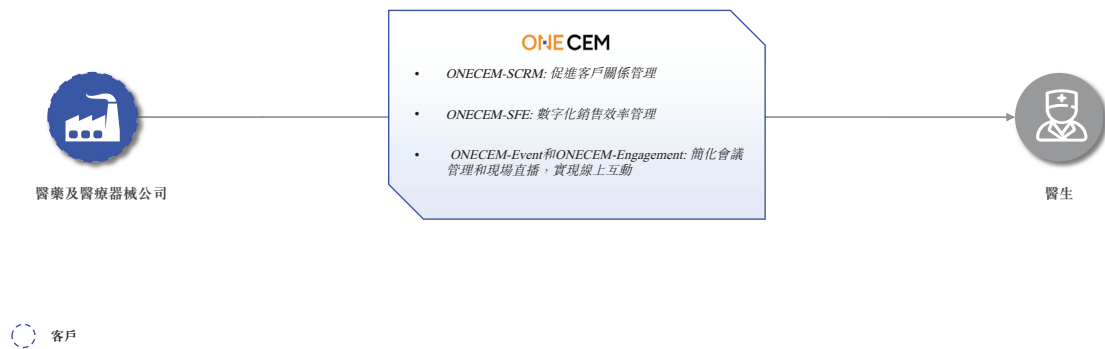 ONECEM
• ONECEM-SCRM: 促進客戶關係管理
• ONECEM-SFE: 數字化銷售效率管理
• ONECEM-Event和ONECEM-Engagement: 簡化會議
管理和現場直播，實現線上互動
醫藥及醫療器械公司
醫生
客戶